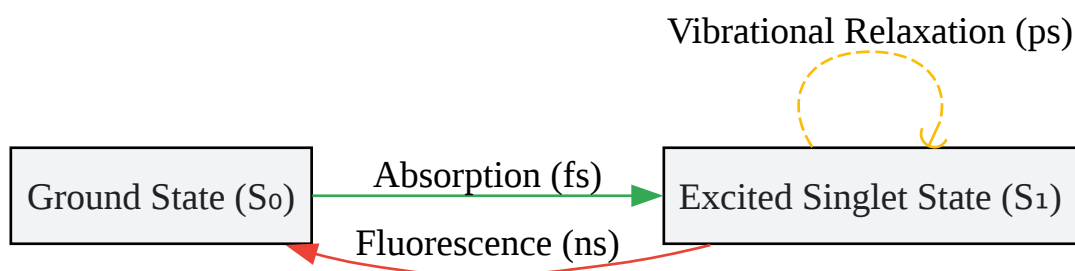 Vibrational Relaxation (ps)
Ground State (S₀)
Absorption (fs)
Excited Singlet State (S₁)
Fluorescence (ns)